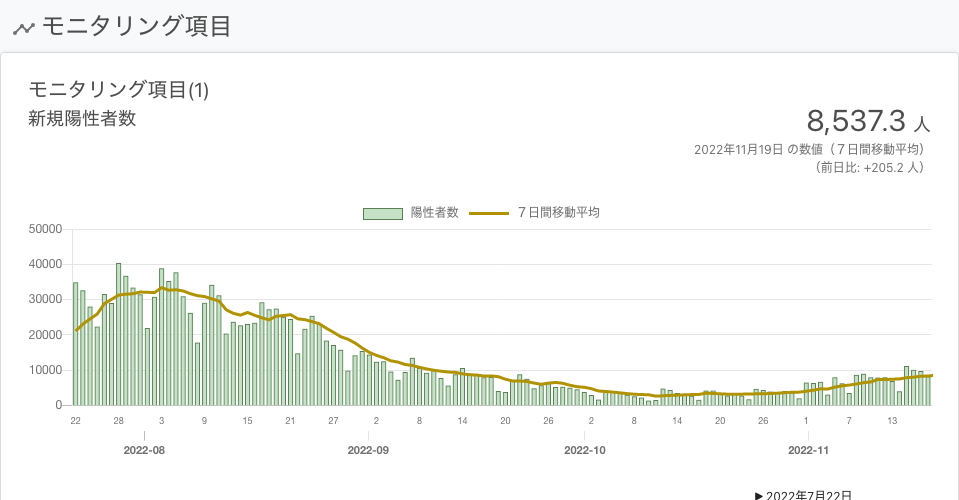 モニタリング項目
モニタリング項目(1)
新規陽性者数
8,537.3 人
2022年11月19日 の数値（７日間移動平均）
（前日比: +205.2 人）
陽性者数 ７日間移動平均
50000
40000
30000
20000
10000
0
22 28 3 9 15 21 27 2 8 14 20 26 2 8 14 20 26 1 7 13
2022-08 2022-09 2022-10 2022-11
▶ 2022年7月22日